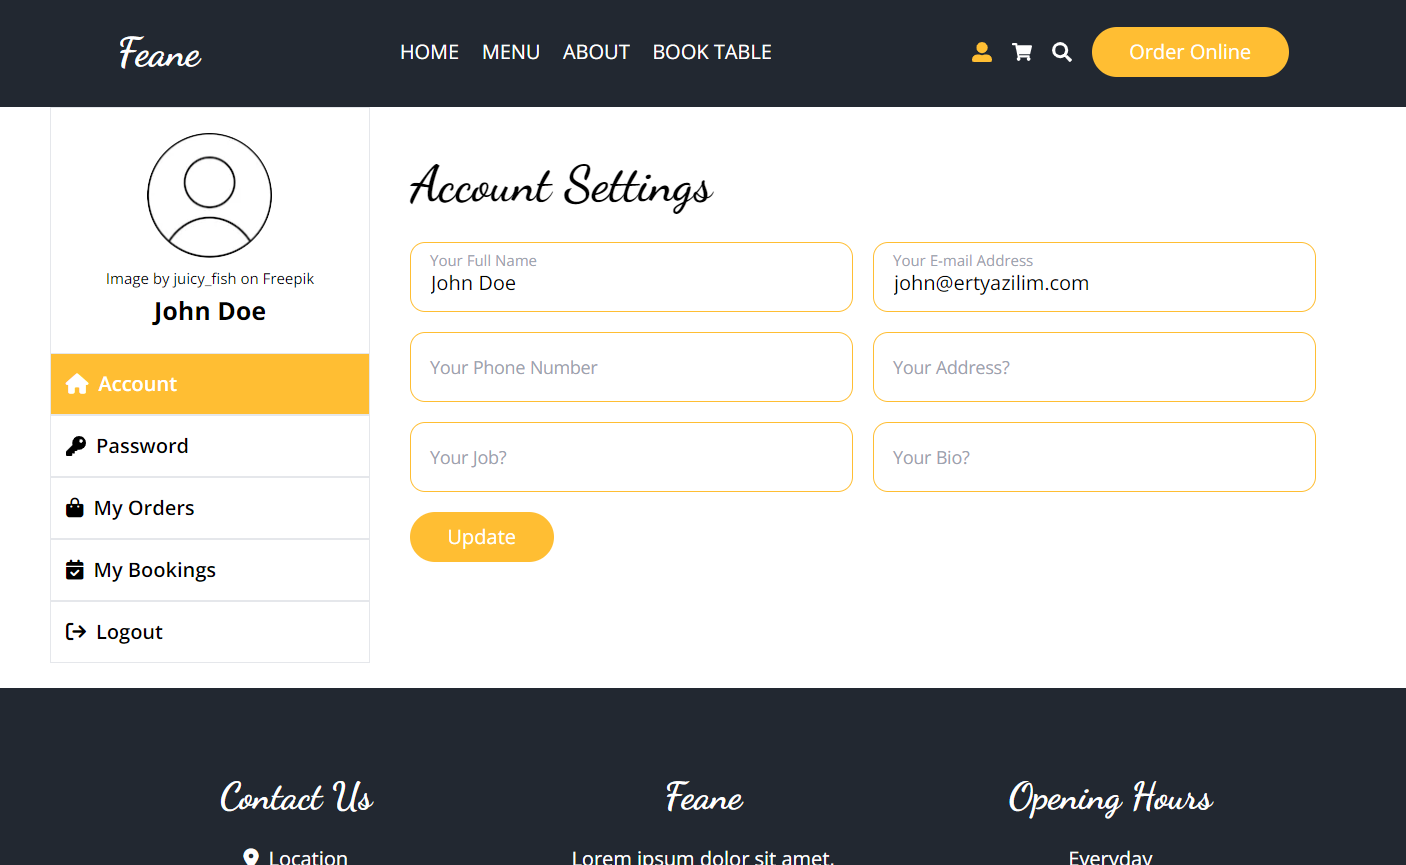 Feane
HOME MENU ABOUT BOOK TABLE
Order Online
Image by juicy_fish on Freepik
John Doe
Account
Password
My Orders
My Bookings
Logout
Account Settings
Your Full Name
John Doe
Your E-mail Address
john@ertyazilim.com
Your Phone Number
Your Address?
Your Job?
Your Bio?
Update
Contact Us
Location
Feane
Lorem ipsum dolor sit amet,
Opening Hours
Everyday